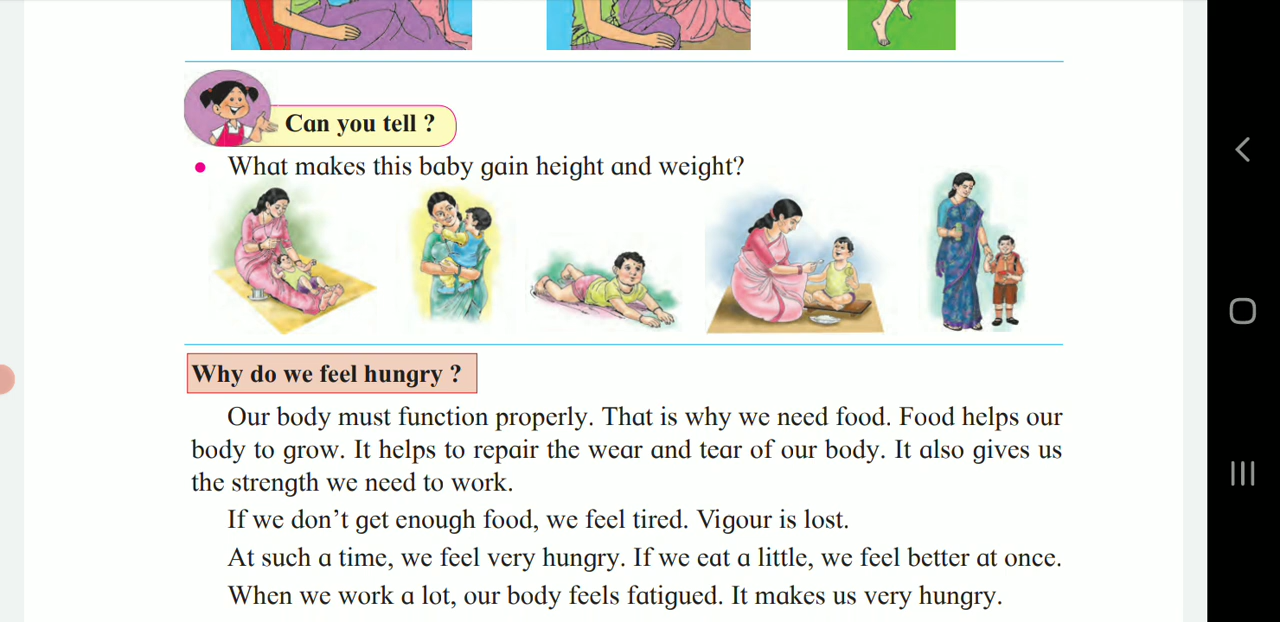 Can you tell ?
• What makes this baby gain height and weight?
Why do we feel hungry ?
Our body must function properly. That is why we need food. Food helps our
body to grow. It helps to repair the wear and tear of our body. It also gives us
the strength we need to work.
If we don’t get enough food, we feel tired. Vigour is lost.
At such a time, we feel very hungry. If we eat a little, we feel better at once.
When we work a lot, our body feels fatigued. It makes us very hungry.